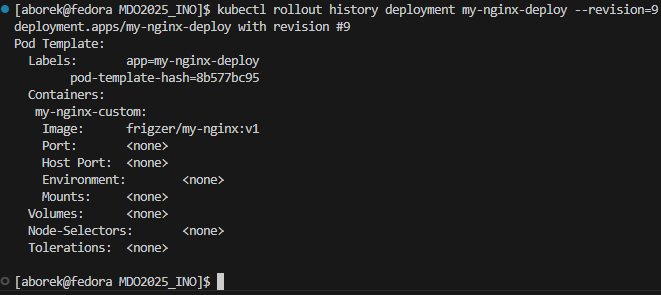 [aborek@fedora MDO2025_INO]$ kubectl rollout history deployment my-nginx-deploy --revision=9
deployment.apps/my-nginx-deploy with revision #9
Pod Template:
  Labels:       app=my-nginx-deploy
        pod-template-hash=8b577bc95
  Containers:
   my-nginx-custom:
    Image:      frigzer/my-nginx:v1
    Port:       <none>
    Host Port:  <none>
    Environment:        <none>
    Mounts:     <none>
  Volumes:      <none>
  Node-Selectors:       <none>
  Tolerations:  <none>
[aborek@fedora MDO2025_INO]$